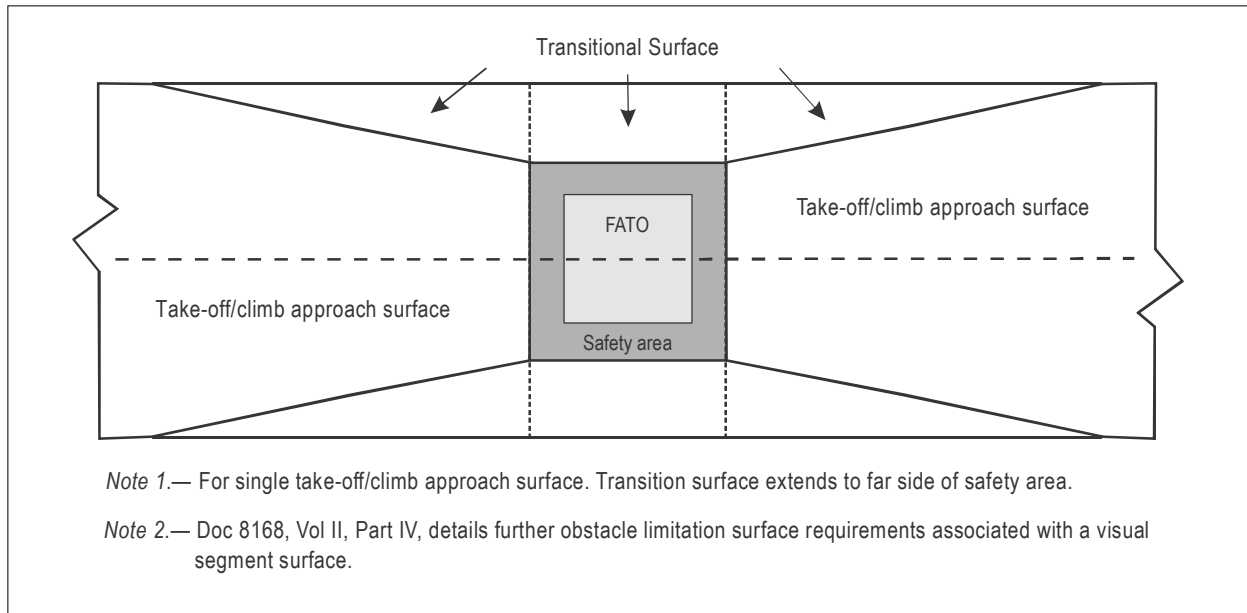 Transitional Surface
Take-off/climb approach surface
FATO
Take-off/climb approach surface
Safety area
Note 1.— For single take-off/climb approach surface. Transition surface extends to far side of safety area.
Note 2.— Doc 8168, Vol II, Part IV, details further obstacle limitation surface requirements associated with a visual
segment surface.